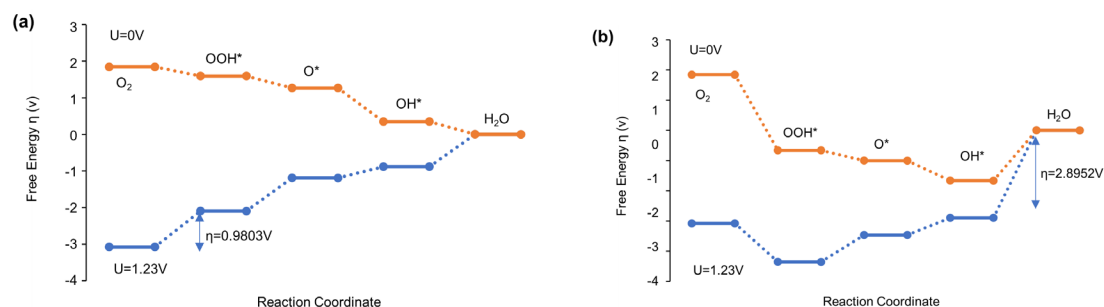 (a)
3
2
1
0
-1
-2
-3
-4
Free Energy η (v)
U=0V
O₂
OOH*
O*
OH*
H₂O
η=0.9803V
U=1.23V
Reaction Coordinate
(b)
3
2
1
0
-1
-2
-3
-4
Free Energy η (v)
U=0V
O₂
OOH*
O*
OH*
H₂O
η=2.8952V
U=1.23V
Reaction Coordinate